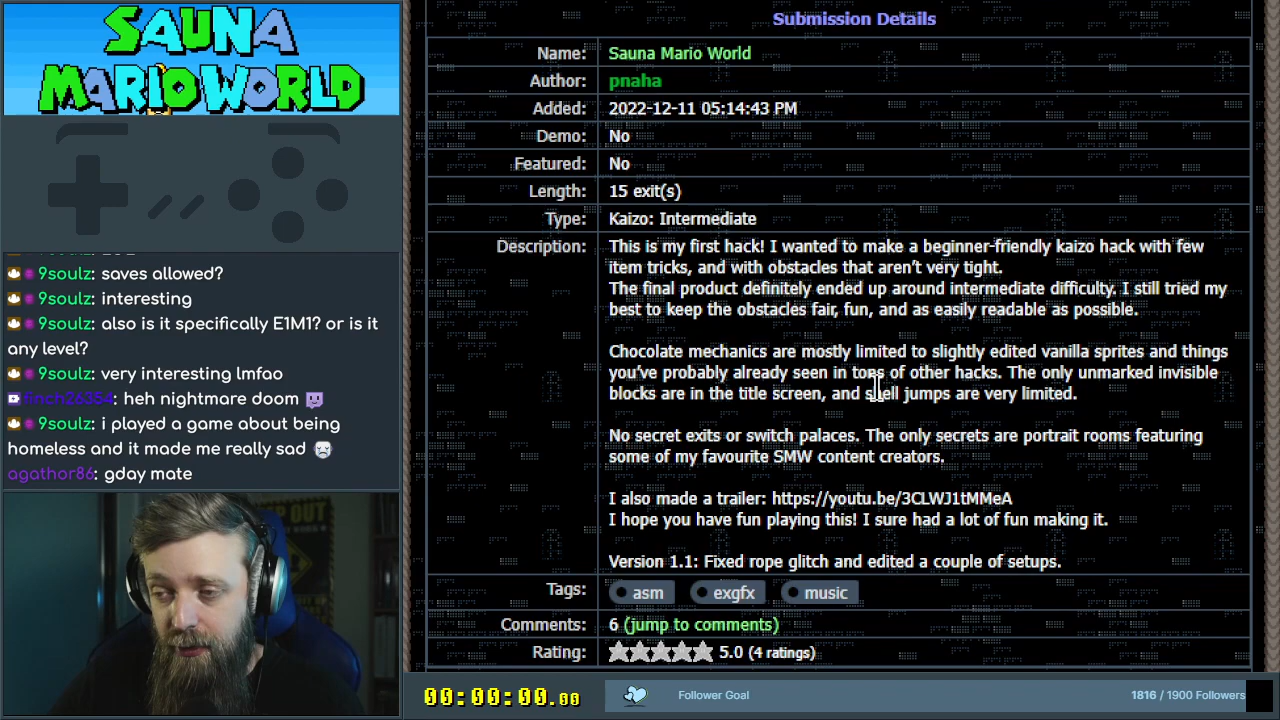 SAUNA
MARIO WORLD
9soulz: saves allowed?
9soulz: interesting
9soulz: also is it specifically E1M1? or is it
any level?
9soulz: very interesting lmfao
finch26354: heh nightmare doom
9soulz: i played a game about being
homeless and it made me really sad
agathor86: gday mate
Submission Details
Name: Sauna Mario World
Author: pnaha
Added: 2022-12-11 05:14:43 PM
Demo: No
Featured: No
Length: 15 exit(s)
Type: Kaizo: Intermediate
Description: This is my first hack! I wanted to make a beginner-friendly kaizo hack with few
item tricks, and with obstacles that aren't very tight.
The final product definitely ended up around intermediate difficulty. I still tried my
best to keep the obstacles fair, fun, and as easily readable as possible.
Chocolate mechanics are mostly limited to slightly edited vanilla sprites and things
you've probably already seen in tons of other hacks. The only unmarked invisible
blocks are in the title screen, and shell jumps are very limited.
No secret exits or switch palaces. The only secrets are portrait rooms featuring
some of my favourite SMW content creators.
I also made a trailer: https://youtu.be/3CLWJ1tMMeA
I hope you have fun playing this! I sure had a lot of fun making it.
Version 1.1: Fixed rope glitch and edited a couple of setups.
Tags: asm exgfx music
Comments: 6 (jump to comments)
Rating: 5.0 (4 ratings)
00:00:00.00
Follower Goal
1816 / 1900 Followers